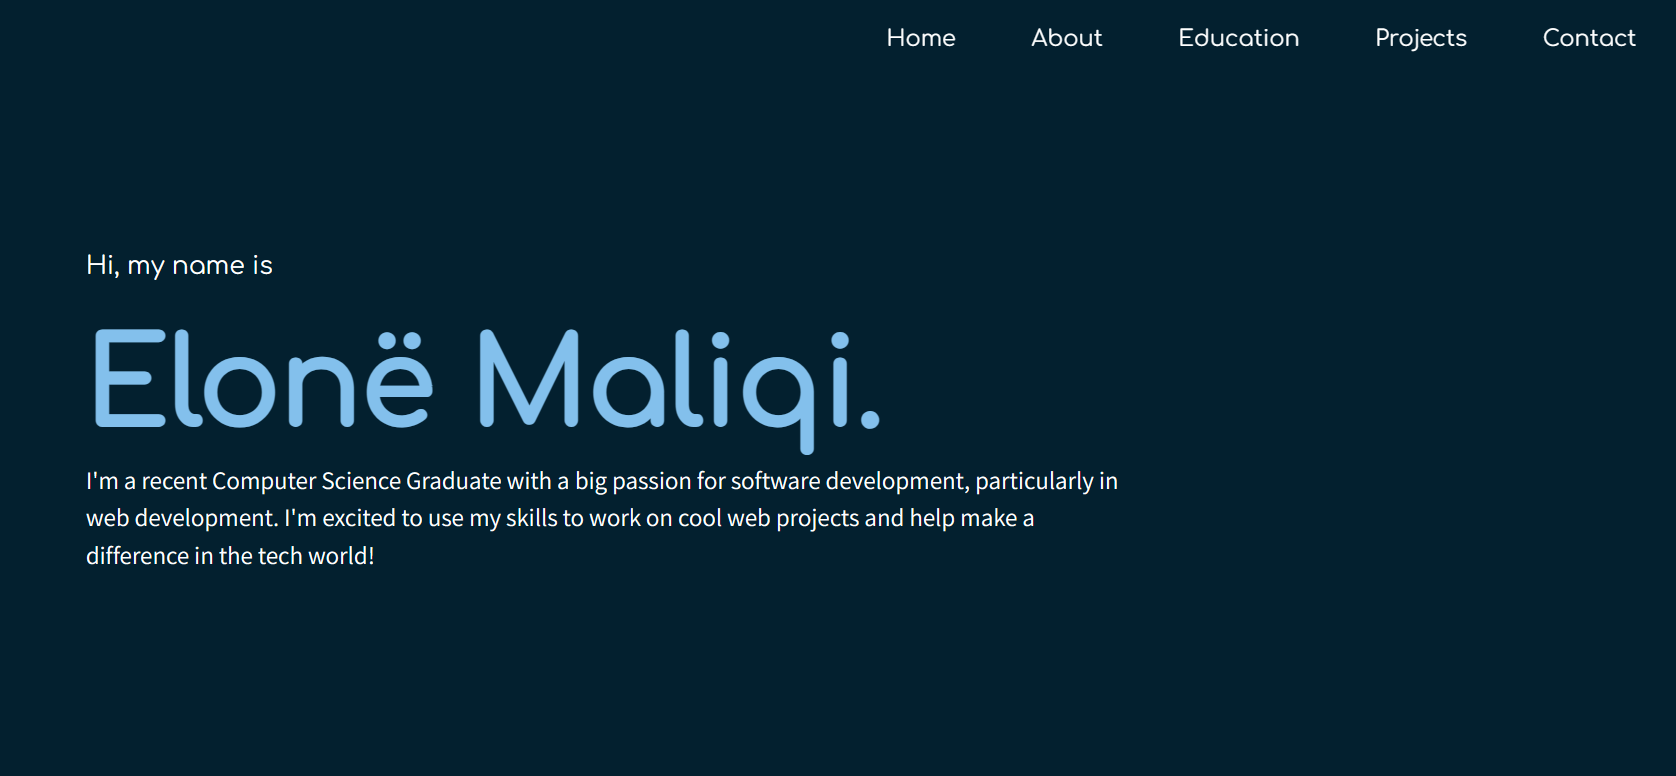 Home About Education Projects Contact
Hi, my name is
Elonë Maliqi.
I'm a recent Computer Science Graduate with a big passion for software development, particularly in
web development. I'm excited to use my skills to work on cool web projects and help make a
difference in the tech world!